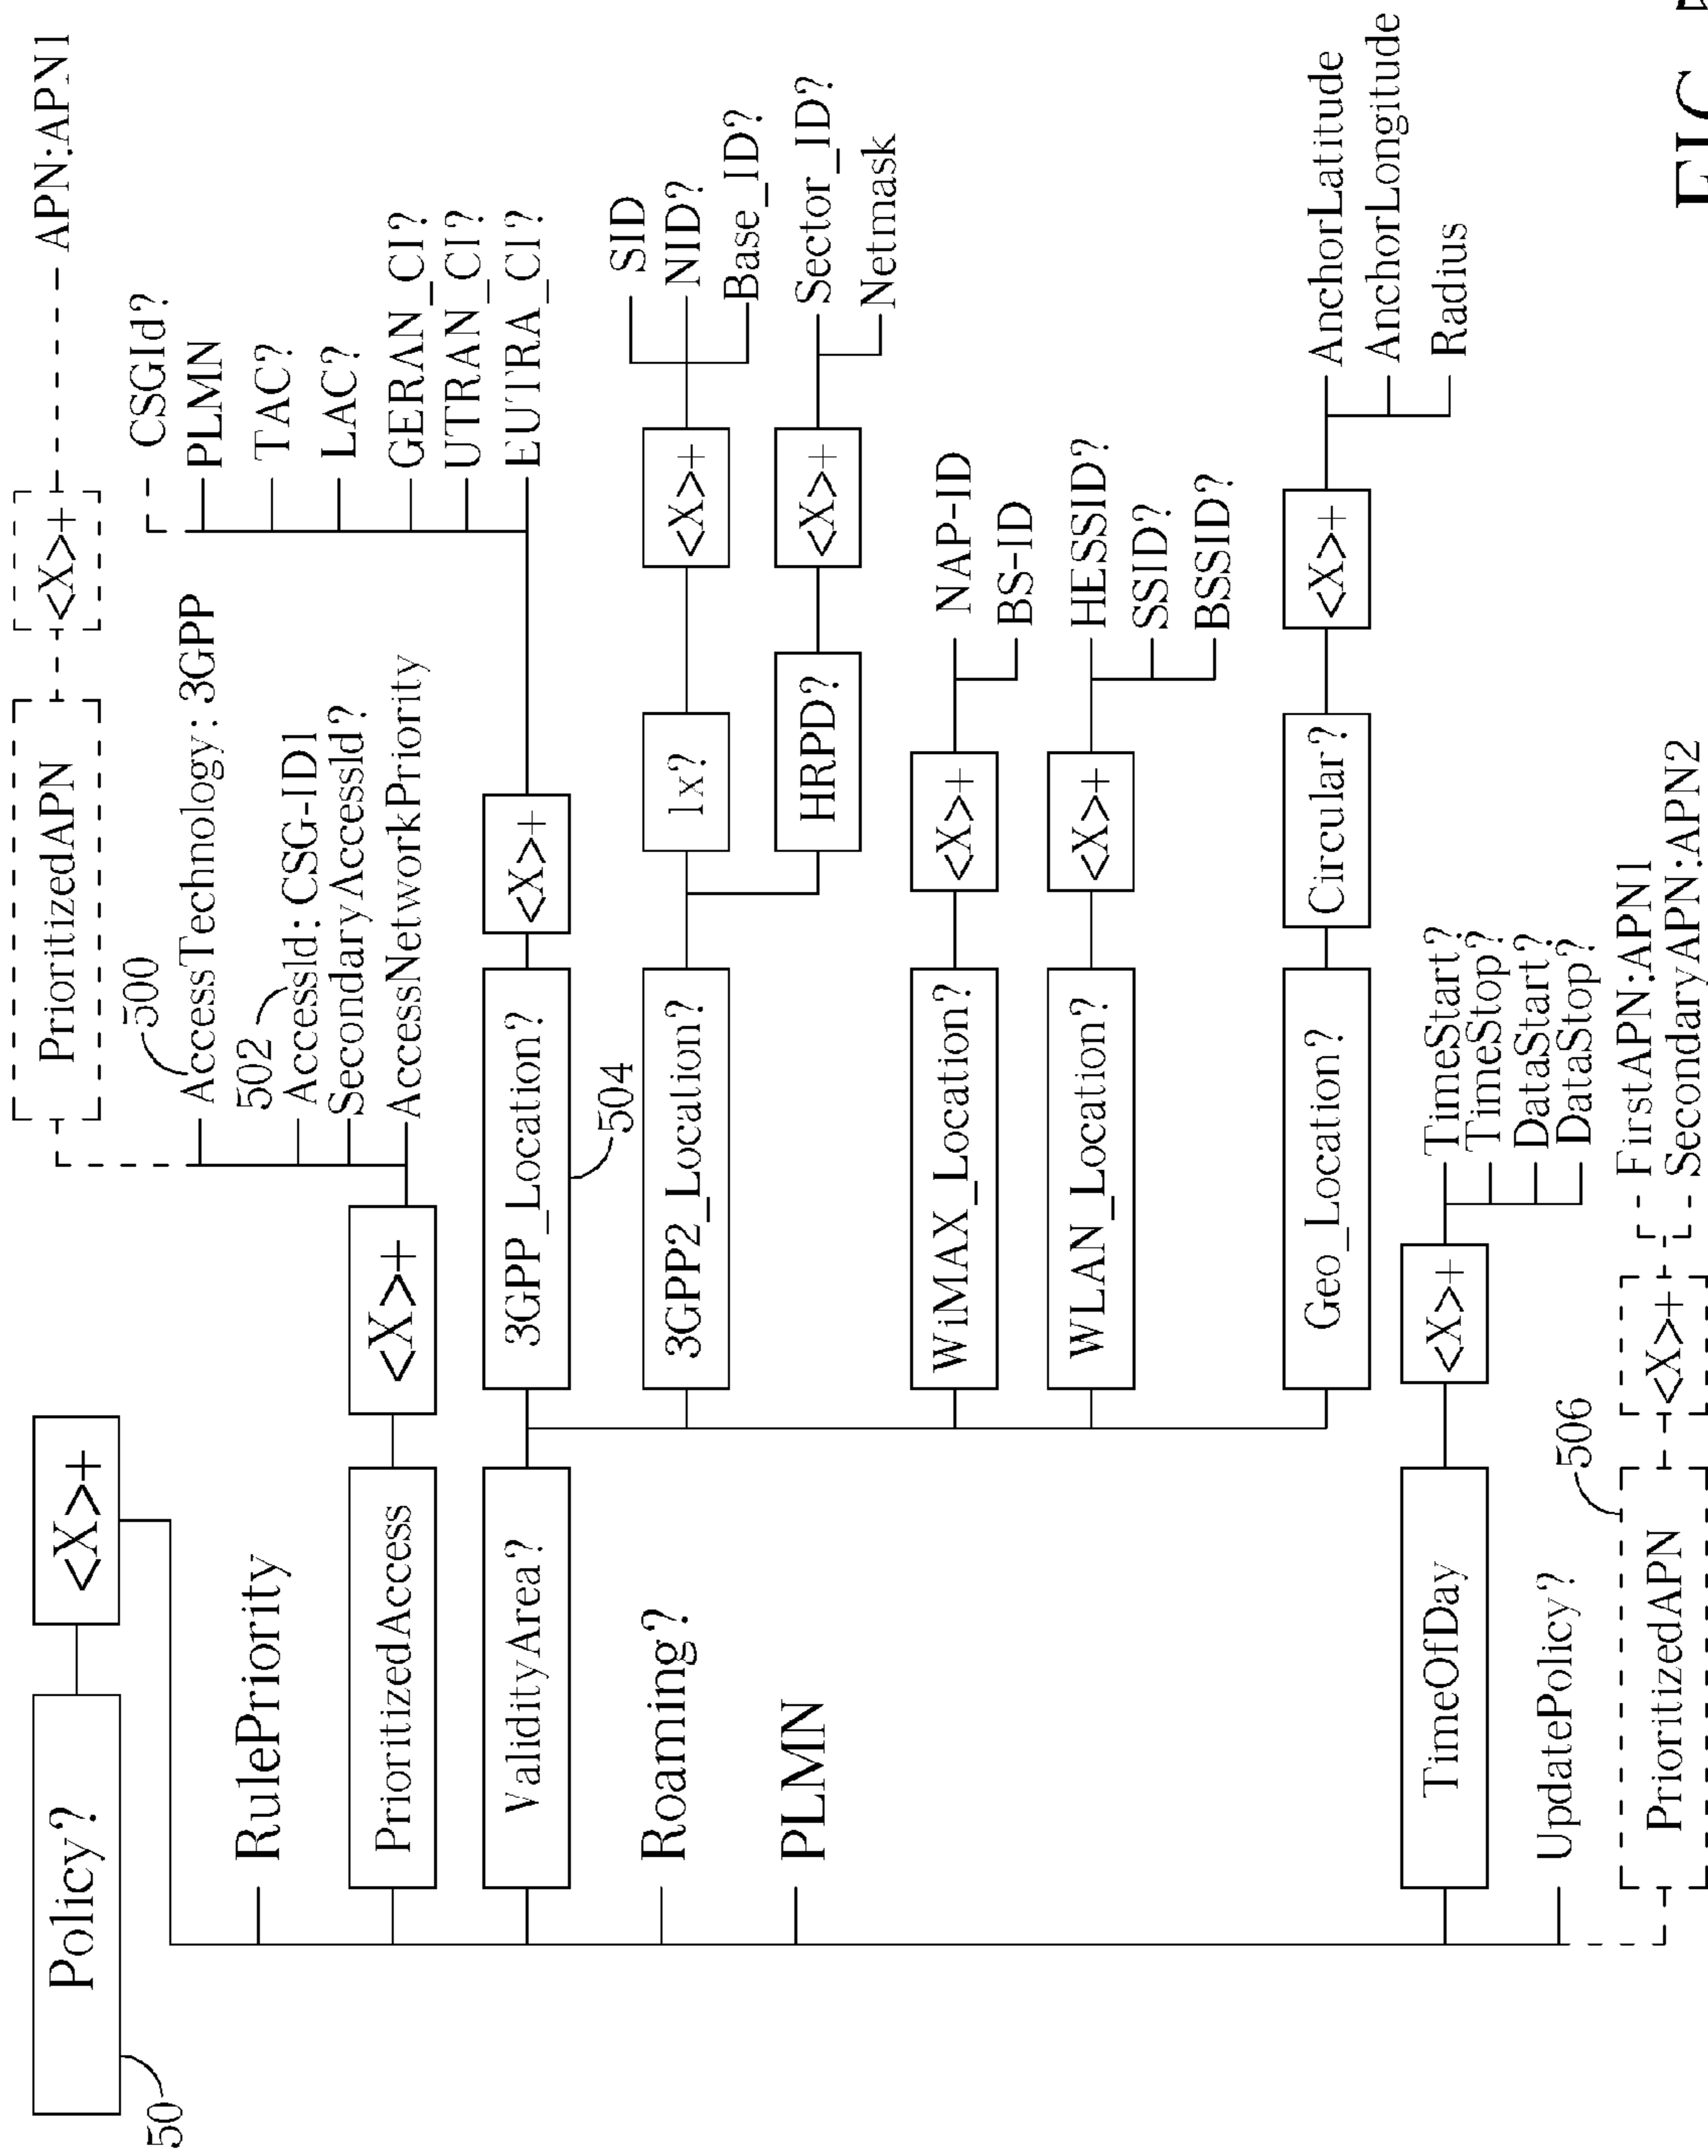 Policy?
<X>+
50
PrioritizedAPN
<X>+
APN:APN1
500
AccessTechnology: 3GPP
502
AccessId: CSG-ID1
SecondaryAccessId?
AccessNetworkPriority
CSGId?
PLMN
TAC?
LAC?
GERAN_CI?
UTRAN_CI?
EUTRA_CI?
RulePriority
PrioritizedAccess
<X>+
ValidityArea?
3GPP_Location?
<X>+
504
3GPP2_Location?
1x?
<X>+
SID
NID?
Base_ID?
HRPD?
<X>+
Sector_ID?
Netmask
Roaming?
PLMN
WiMAX_Location?
<X>+
NAP-ID
BS-ID
WLAN_Location?
<X>+
HESSID?
SSID?
BSSID?
Geo_Location?
Circular?
<X>+
AnchorLatitude
AnchorLongitude
Radius
TimeOfDay
<X>+
TimeStart?
TimeStop?
DataStart?
DataStop?
UpdatePolicy?
506
PrioritizedAPN
<X>+
FirstAPN:APN1
SecondaryAPN:APN2